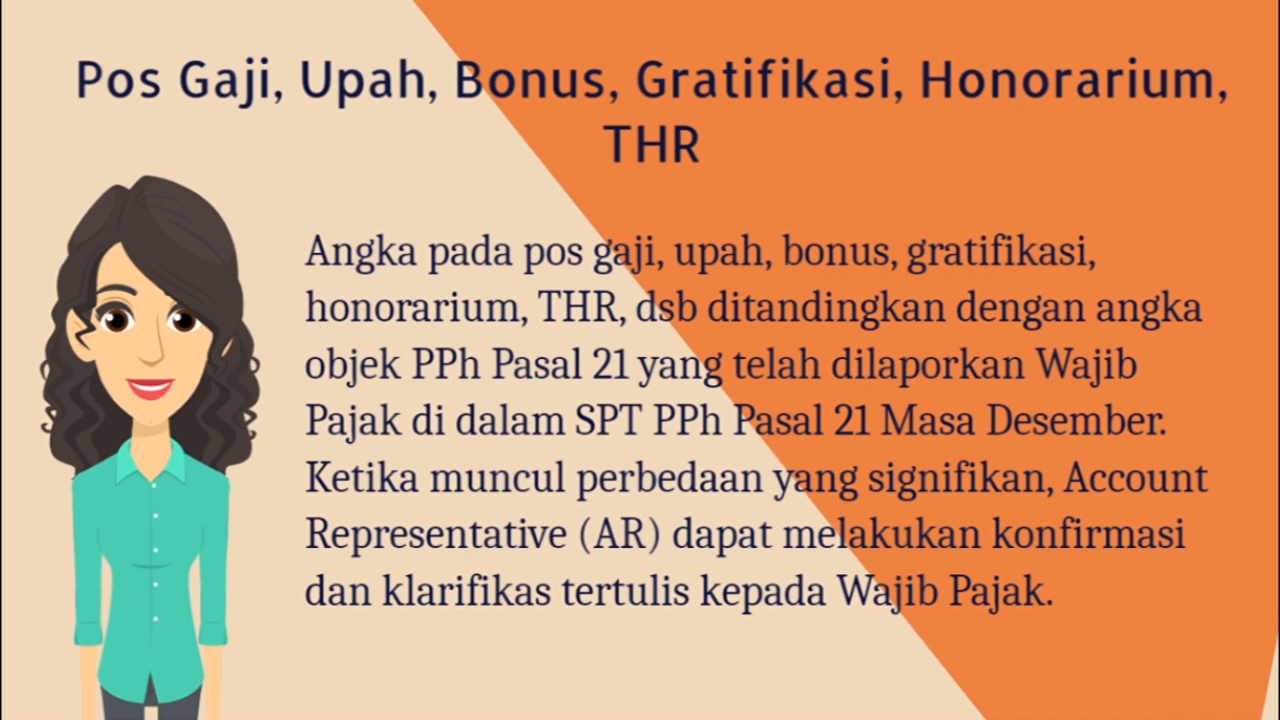 Pos Gaji, Upah, Bonus, Gratifikasi, Honorarium,
THR
Angka pada pos gaji, upah, bonus, gratifikasi,
honorarium, THR, dsb ditandingkan dengan angka
objek PPh Pasal 21 yang telah dilaporkan Wajib
Pajak di dalam SPT PPh Pasal 21 Masa Desember.
Ketika muncul perbedaan yang signifikan, Account
Representative (AR) dapat melakukan konfirmasi
dan klarifikas tertulis kepada Wajib Pajak.